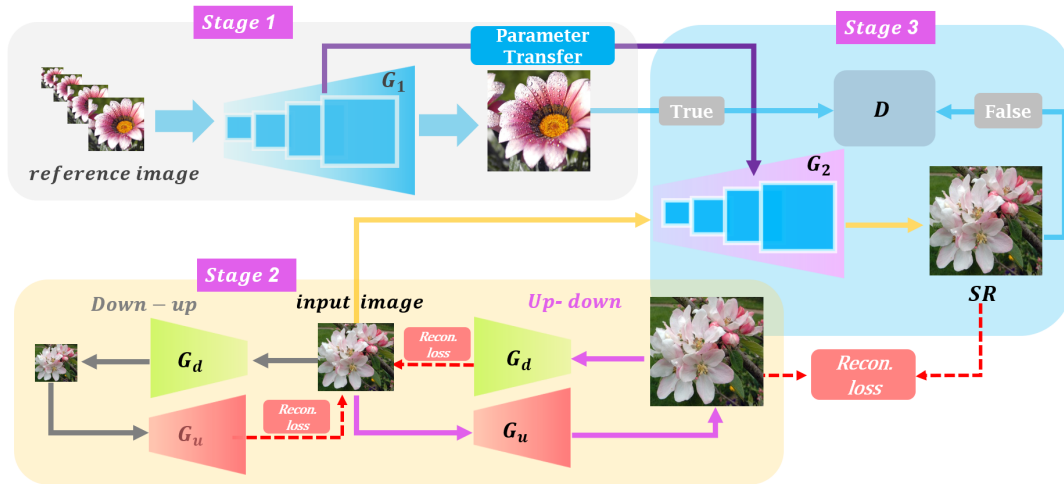 Stage 1
Parameter
Transfer
Stage 3
G1
reference image
True
D
False
G2
SR
Stage 2
Down – up
input image
Up- down
Gd
Recon.
loss
Gd
Recon.
loss
Gu
Recon.
loss
Gu